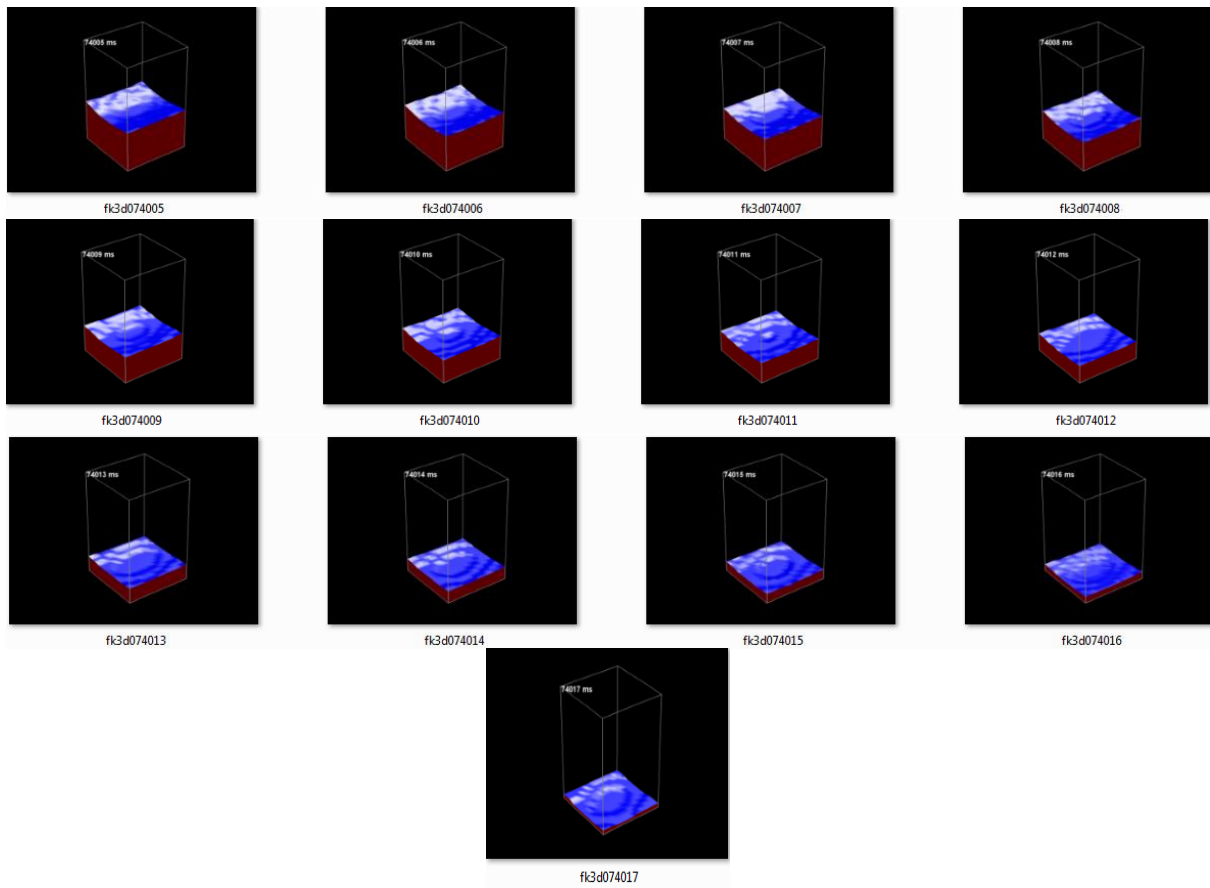 74005 ms
74006 ms
74007 ms
74008 ms
fk3d074005
fk3d074006
fk3d074007
fk3d074008
74009 ms
74010 ms
74011 ms
74012 ms
fk3d074009
fk3d074010
fk3d074011
fk3d074012
74013 ms
74014 ms
74015 ms
74016 ms
fk3d074013
fk3d074014
fk3d074015
fk3d074016
74017 ms
fk3d074017